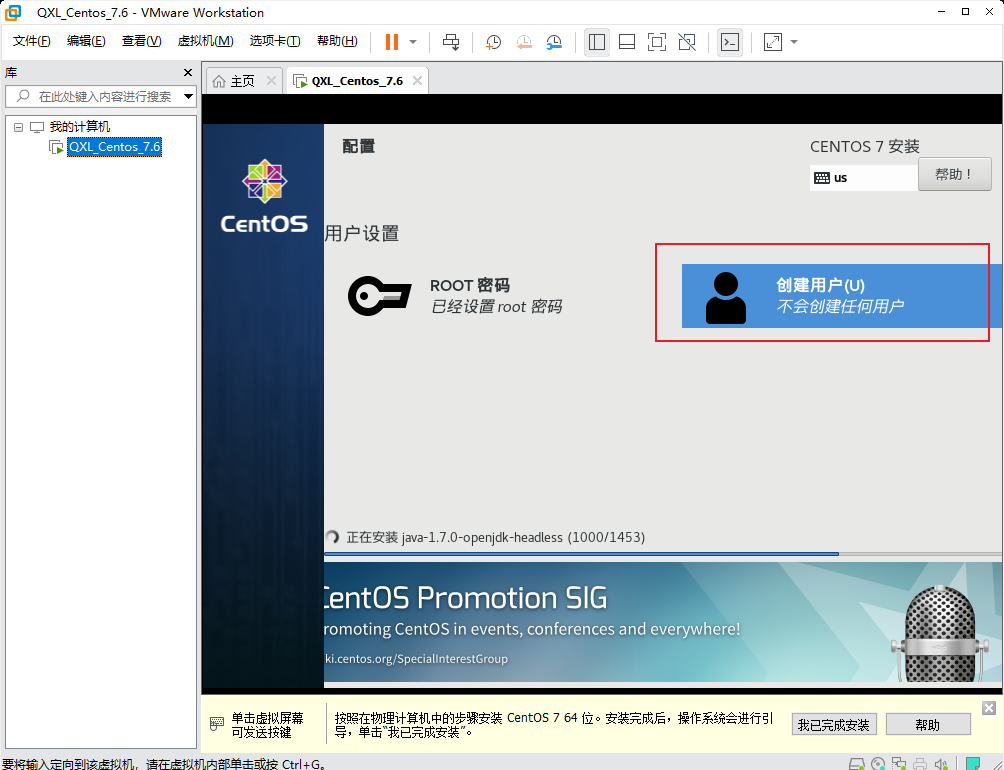 QXL_Centos_7.6 - VMware Workstation
文件(F) 编辑(E) 查看(V) 虚拟机(M) 选项卡(T) 帮助(H)
库
在此处键入内容进行搜索
我的计算机
QXL_Centos_7.6
主页 QXL_Centos_7.6
CentOS
配置
CENTOS 7 安装
us
帮助！
用户设置
ROOT 密码
已经设置 root 密码
创建用户(U)
不会创建任何用户
正在安装 java-1.7.0-openjdk-headless (1000/1453)
CentOS Promotion SIG
romoting CentOS in events, conferences and everywhere!
ki.centos.org/SpecialInterestGroup
单击虚拟屏幕
可发送按键
按照在物理计算机中的步骤安装 CentOS 7 64 位。安装完成后，操作系统会进行引
导，单击"我已完成安装"。
我已完成安装
帮助
要将输入定向到该虚拟机，请在虚拟机内部单击或按 Ctrl+G。